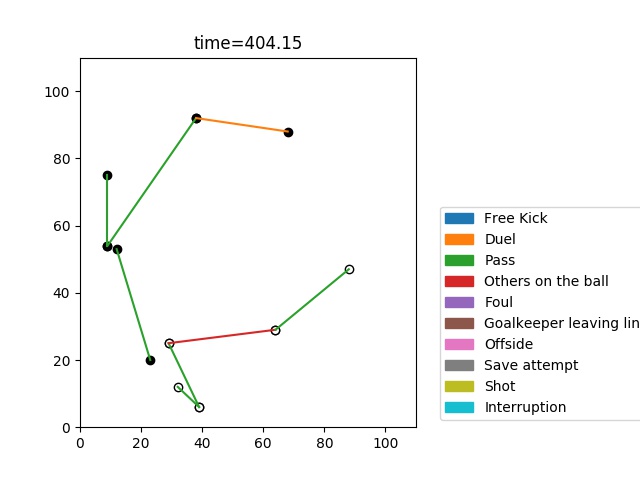 time=404.15
100
80
60
40
20
0
0 20 40 60 80 100
Free Kick
Duel
Pass
Others on the ball
Foul
Goalkeeper leaving lin
Offside
Save attempt
Shot
Interruption